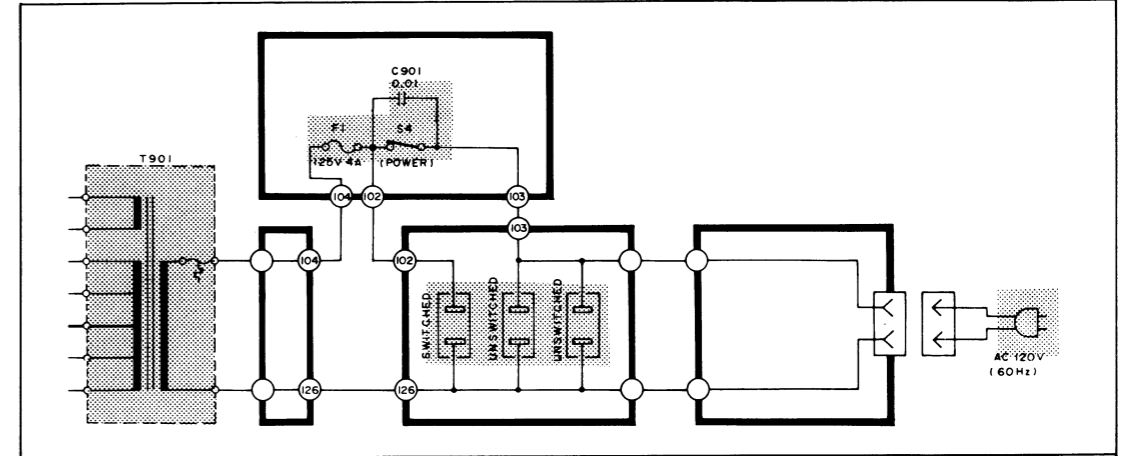 C901
0.01
F1
S4
125V 4A
(POWER)
T901
104
102
103
103
104
102
SWITCHED
UNSWITCHED
UNSWITCHED
AC 120V
(60Hz)
126
126